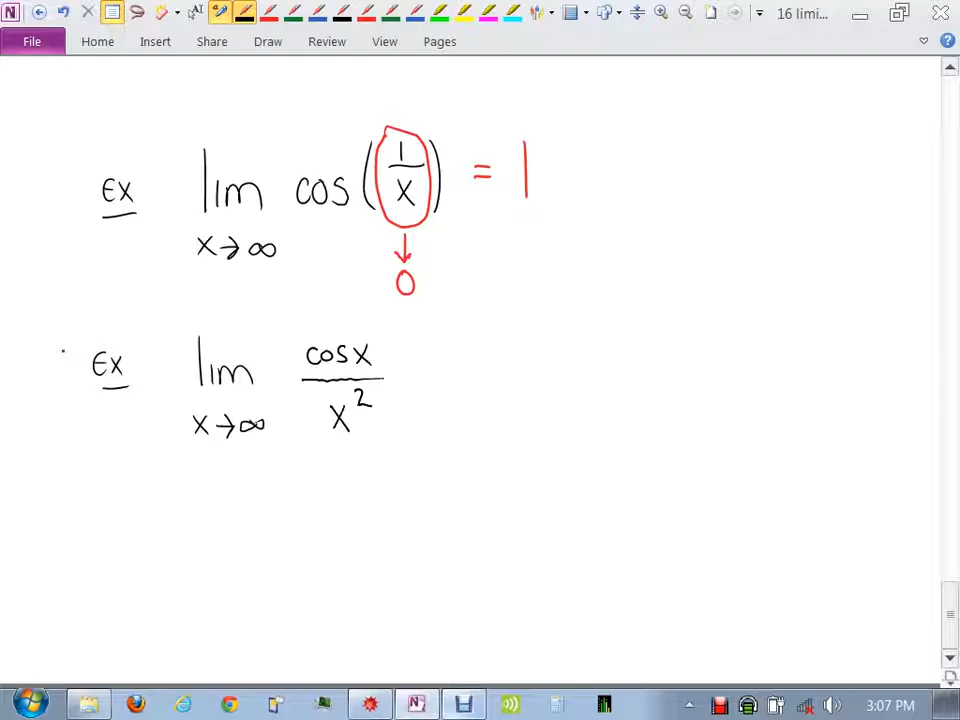 16 limi...
File Home Insert Share Draw Review View Pages
Ex lim cos(1/x) = 1
x→∞
↓
0
Ex lim cosx/x²
x→∞
3:07 PM